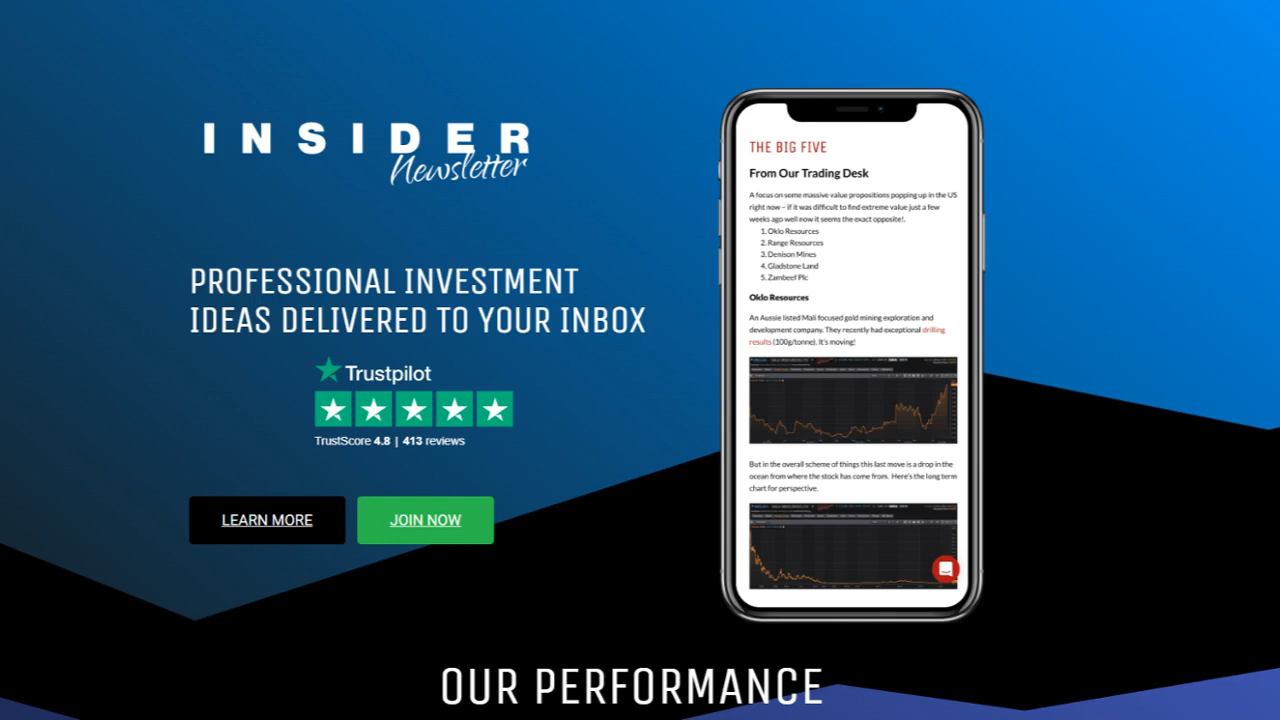 INSIDER
Newsletter
PROFESSIONAL INVESTMENT
IDEAS DELIVERED TO YOUR INBOX
Trustpilot
TrustScore 4.8 | 413 reviews
LEARN MORE
JOIN NOW
THE BIG FIVE
From Our Trading Desk
A focus on some massive value propositions popping up in the US
right now – if it was difficult to find extreme value just a few
weeks ago well now it seems the exact opposite!.
1. Oklo Resources
2. Range Resources
3. Denison Mines
4. Gladstone Land
5. Zambeef Plc
Oklo Resources
An Aussie listed Mali focused gold mining exploration and
development company. They recently had exceptional drilling
results (100g/tonne). It's moving!
But in the overall scheme of things this last move is a drop in the
ocean from where the stock has come from. Here's the long term
chart for perspective.
OUR PERFORMANCE